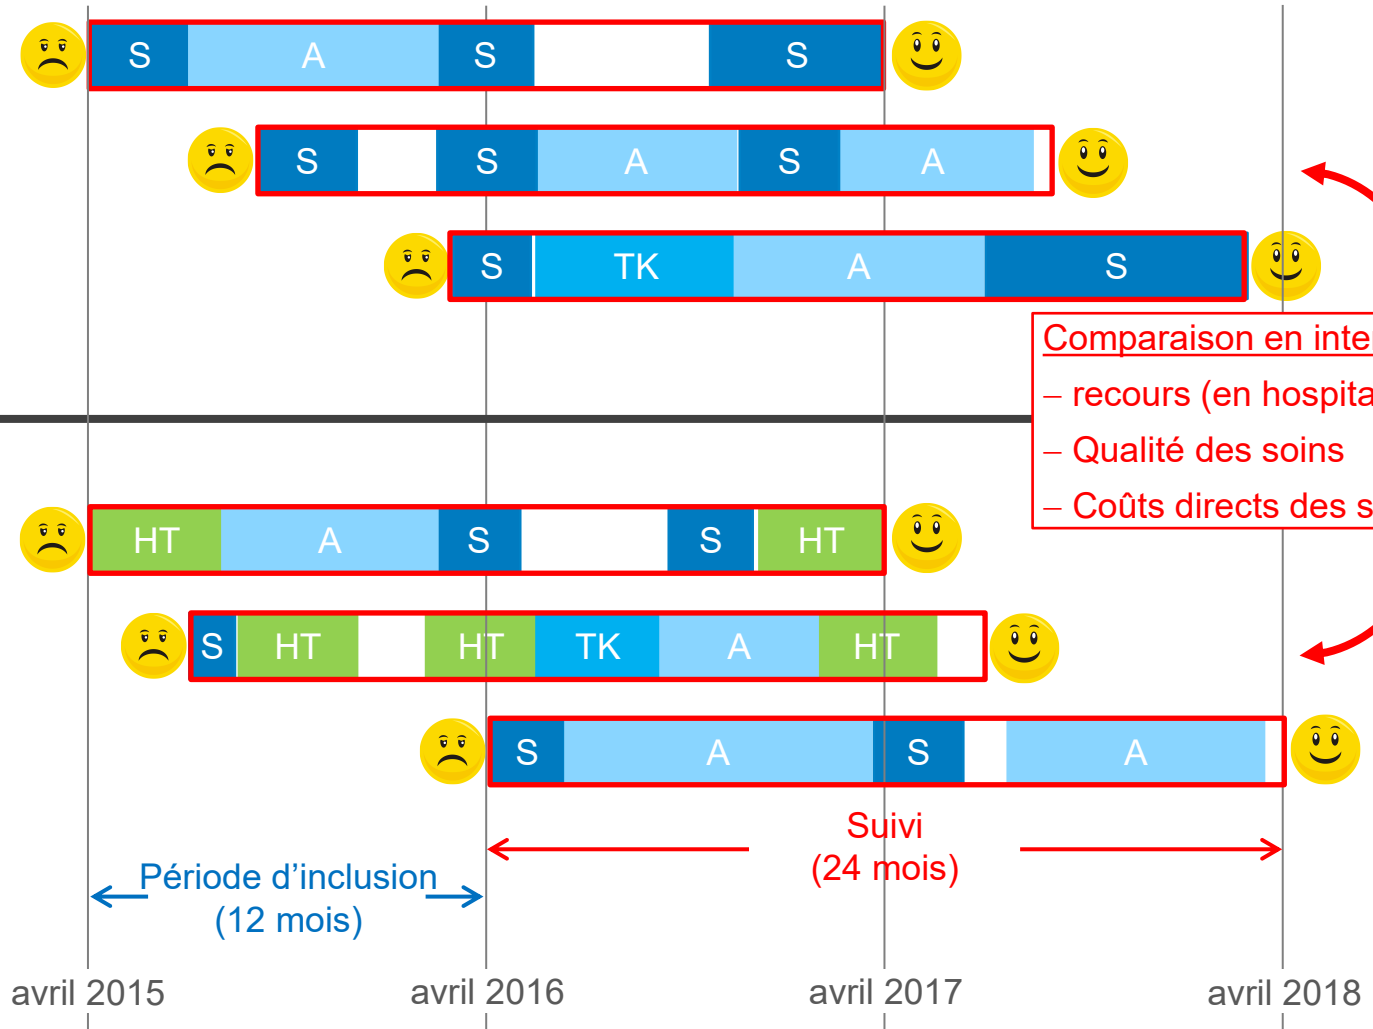 S A S S
S S A S A
S TK A S
Comparaison en inte
– recours (en hospita
– Qualité des soins
– Coûts directs des s
HT A S S HT
S HT HT TK A HT
S A S A
Suivi
(24 mois)
Période d’inclusion
(12 mois)
avril 2015 avril 2016 avril 2017 avril 2018